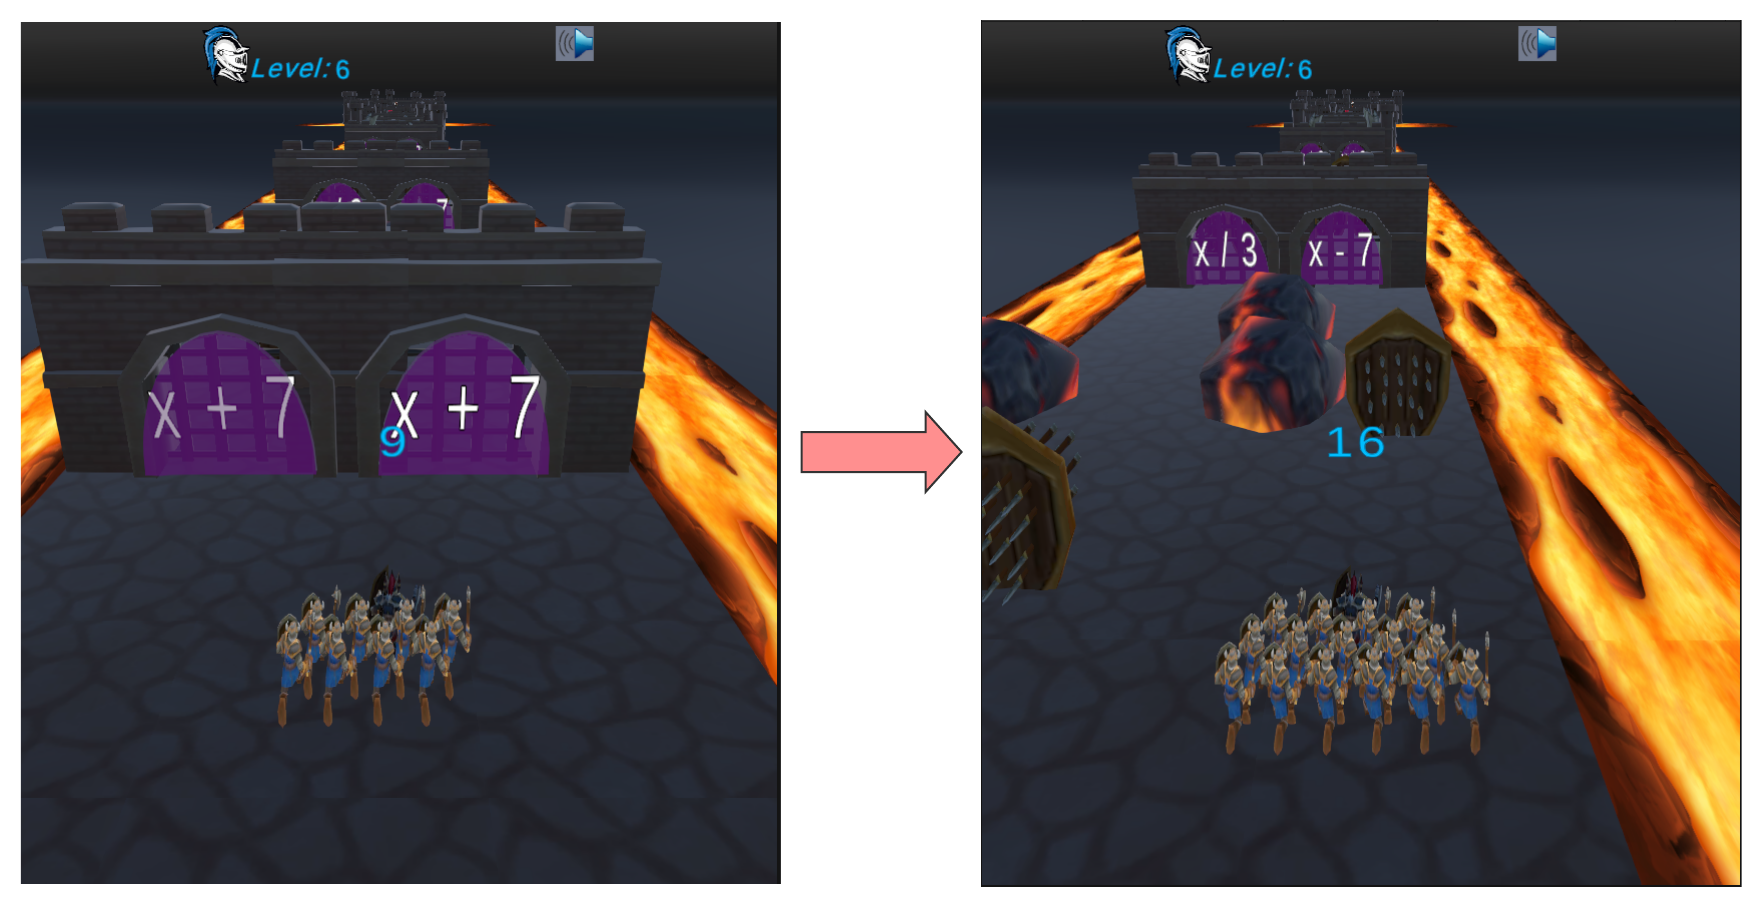 Level: 6
x + 7
x + 7
9
Level: 6
x / 3
x - 7
16